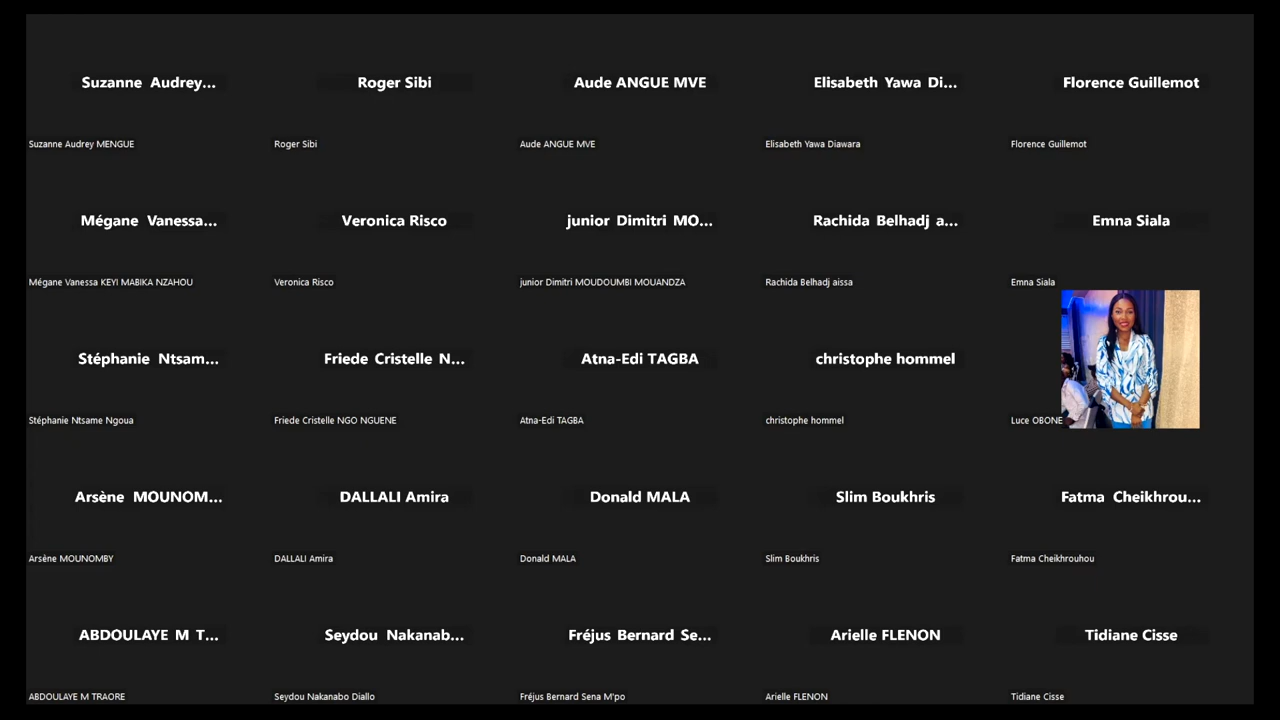 Suzanne Audrey...
Roger Sibi
Aude ANGUE MVE
Elisabeth Yawa Di...
Florence Guillemot
Suzanne Audrey MENGUE
Roger Sibi
Aude ANGUE MVE
Elisabeth Yawa Diawara
Florence Guillemot
Mégane Vanessa...
Veronica Risco
junior Dimitri MO...
Rachida Belhadj a...
Emna Siala
Mégane Vanessa KEYI MABIKA NZAHOU
Veronica Risco
junior Dimitri MOUDOUMBI MOUANDZA
Rachida Belhadj aissa
Emna Siala
Stéphanie Ntsam...
Friede Cristelle N...
Atna-Edi TAGBA
christophe hommel
Stéphanie Ntsame Ngoua
Friede Cristelle NGO NGUENE
Atna-Edi TAGBA
christophe hommel
Luce OBONE
Arsène MOUNOM...
DALLALI Amira
Donald MALA
Slim Boukhris
Fatma Cheikhrou...
Arsène MOUNOMBY
DALLALI Amira
Donald MALA
Slim Boukhris
Fatma Cheikhrouhou
ABDOULAYE M T...
Seydou Nakanab...
Fréjus Bernard Se...
Arielle FLENON
Tidiane Cisse
ABDOULAYE M TRAORE
Seydou Nakanabo Diallo
Fréjus Bernard Sena M'po
Arielle FLENON
Tidiane Cisse